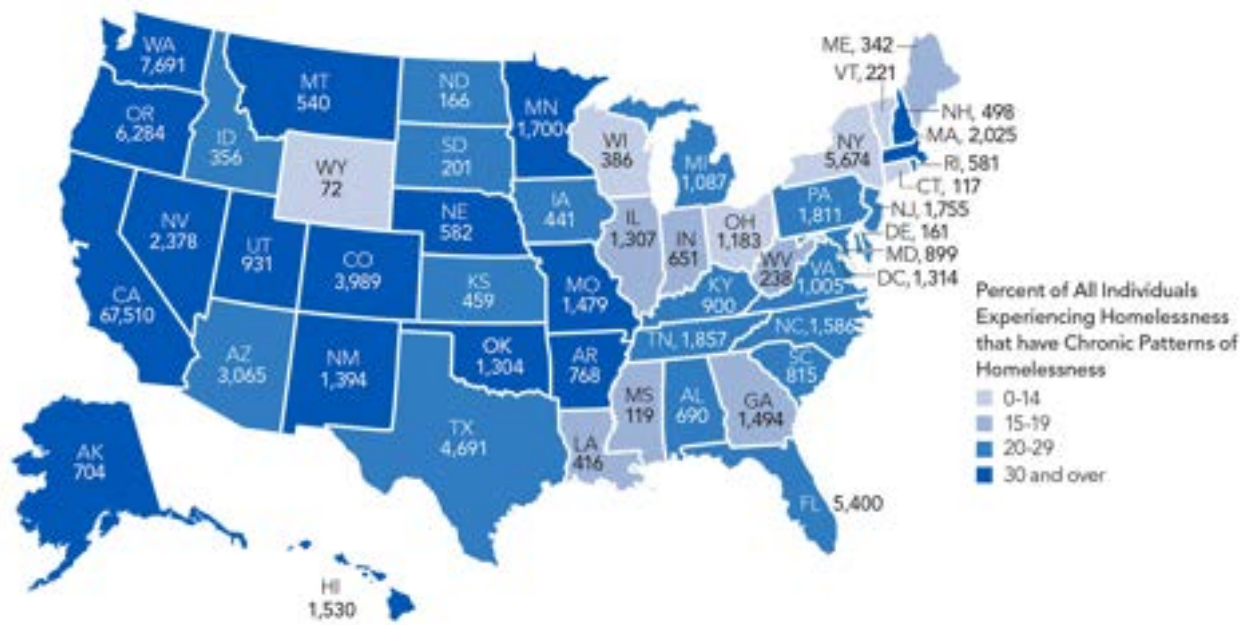 WA
7,691
OR
6,284
CA
67,510
NV
2,378
ID
356
MT
540
WY
72
UT
931
CO
3,989
AZ
3,065
NM
1,394
ND
166
SD
201
NE
582
KS
459
OK
1,304
TX
4,691
MN
1,700
IA
441
MO
1,479
AR
768
LA
416
WI
386
IL
1,307
IN
651
MI
1,087
OH
1,183
KY
900
TN, 1,857
MS
119
AL
690
GA
1,494
FL 5,400
SC
815
NC, 1,586
VA
1,005
WV
238
PA
1,811
NY
5,674
ME, 342
VT, 221
NH, 498
MA, 2,025
RI, 581
CT, 117
NJ, 1,755
DE, 161
MD, 899
DC, 1,314
AK
704
HI
1,530
Percent of All Individuals
Experiencing Homelessness
that have Chronic Patterns of
Homelessness
0-14
15-19
20-29
30 and over